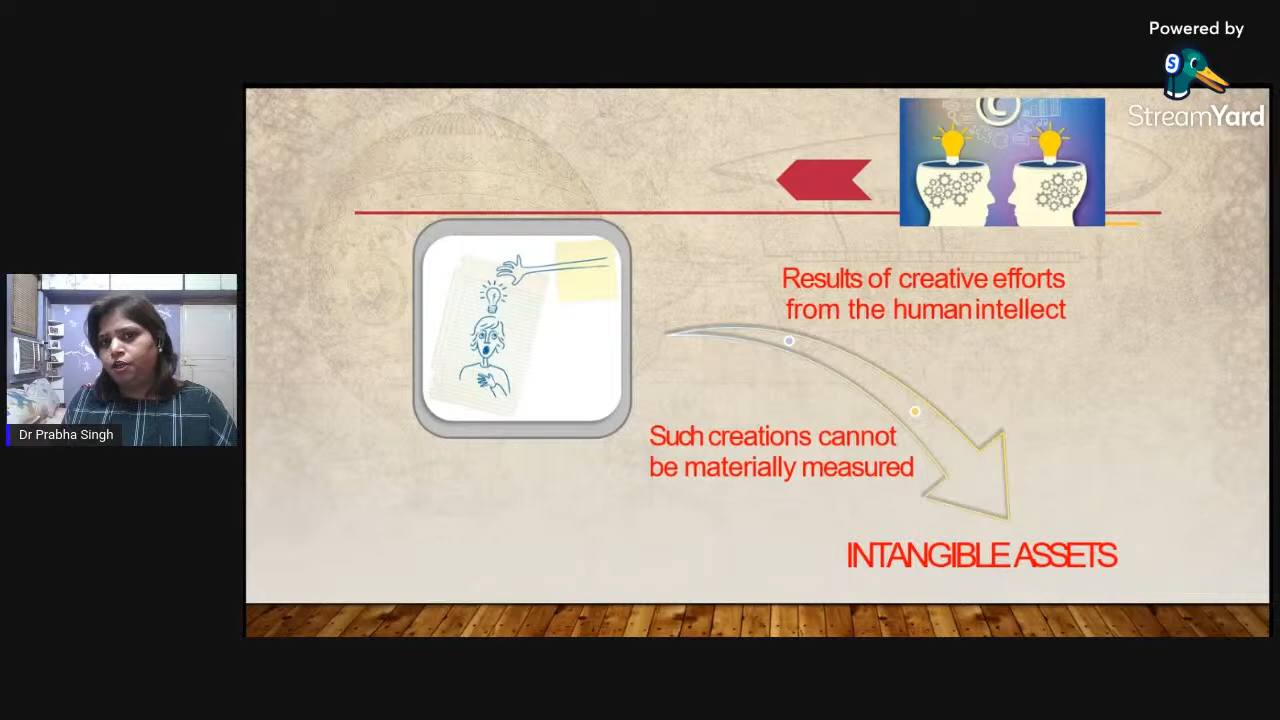 Powered by
StreamYard
Results of creative efforts
from the human intellect
Such creations cannot
be materially measured
INTANGIBLE ASSETS
Dr Prabha Singh